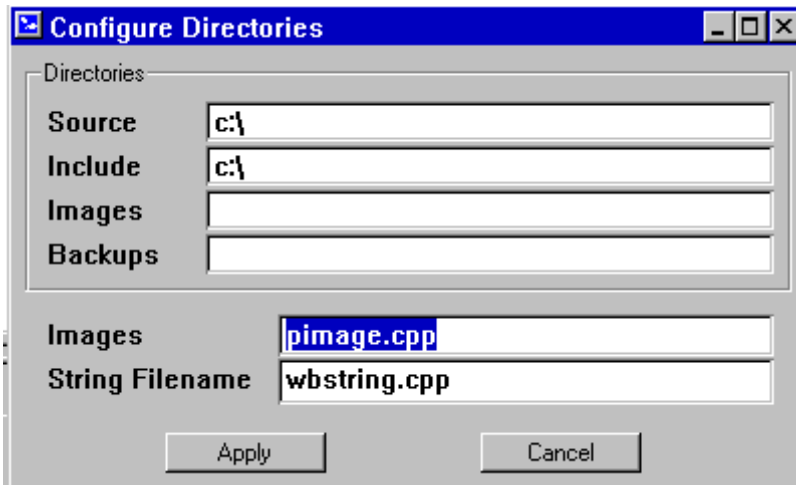 Configure Directories
Directories
Source c:\
Include c:\
Images
Backups
Images pimage.cpp
String Filename wbstring.cpp
Apply Cancel